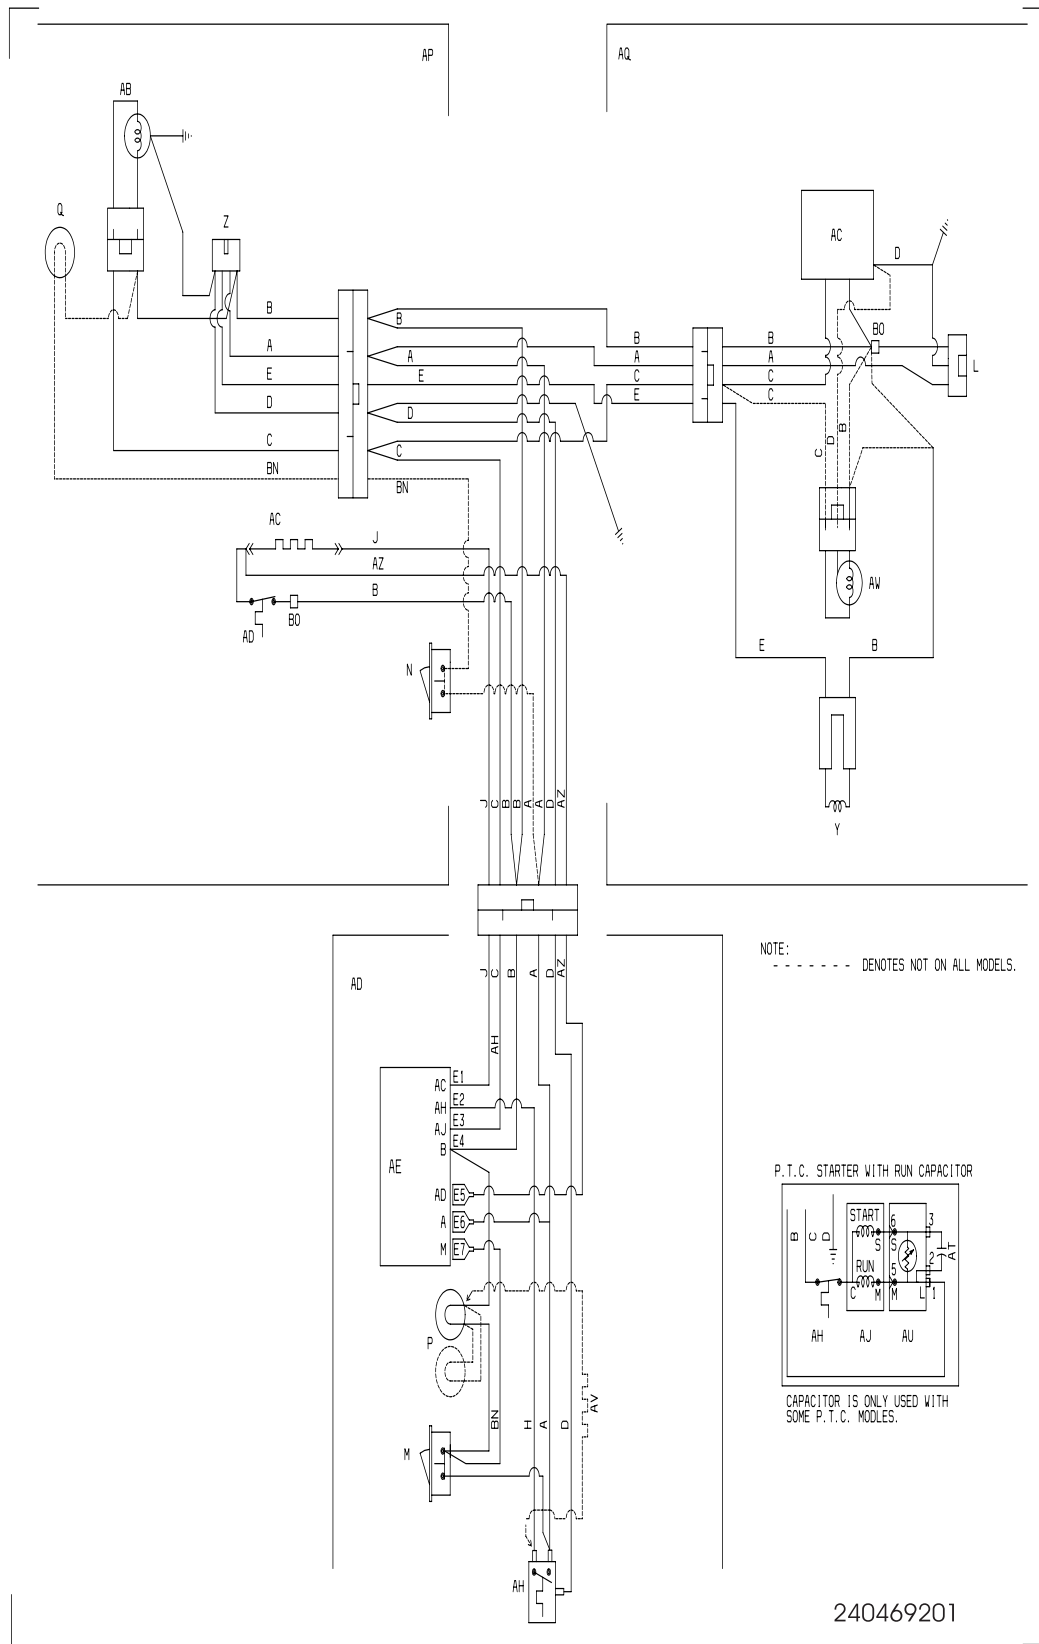 AP
AQ
AB
Q
Z
AC
D
B
B
B
B
BO
A
A
A
A
L
E
E
C
C
D
D
E
C
C
C
BN
BN
C
D
B
AC
J
AZ
B
AD
BO
AW
N
E
B
J
C
B
B
A
A
D
AZ
Y
NOTE:
- - - - - - - DENOTES NOT ON ALL MODELS.
J
C
B
A
D
AZ
AD
AH
AC
E1
AH
E2
AJ
E3
B
E4
AE
AD
E5
A
E6
M
E7
P.T.C. STARTER WITH RUN CAPACITOR
B
C
D
START
S
6
S
3
AT
2
RUN
C
M
5
M
L
1
AH
AJ
AU
CAPACITOR IS ONLY USED WITH
SOME P.T.C. MODLES.
P
AV
BN
H
A
D
M
AH
240469201